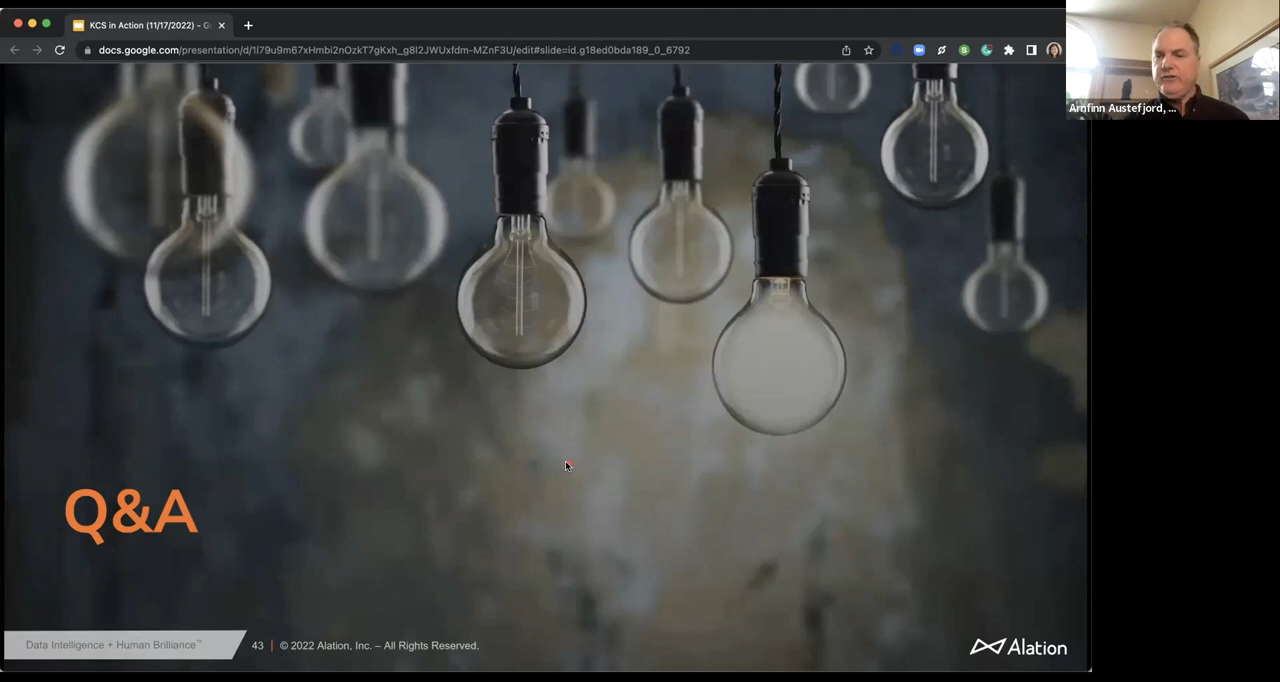 KCS in Action (11/17/2022) - G
docs.google.com/presentation/d/1I79u9m67xHmbi2nOzkT7gKxh_g8I2JWUxfdm-MZnF3U/edit#slide=id.g18ed0bda189_0_6792
Arnfinn Austefjord, ...
Q&A
Data Intelligence + Human Brilliance™
43 | © 2022 Alation, Inc. – All Rights Reserved.
Alation